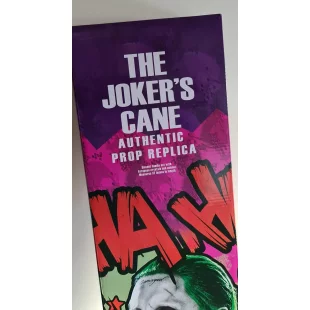 THE
JOKER'S
CANE
AUTHENTIC
PROP REPLICA
HA H